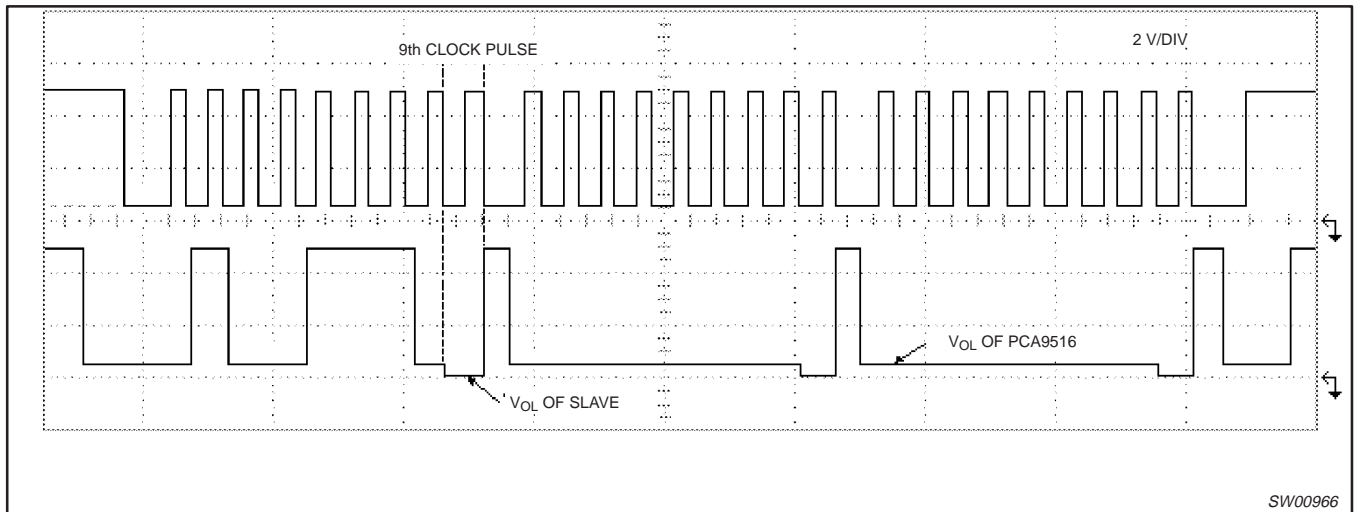 9th CLOCK PULSE
2 V/DIV
VOL OF PCA9516
VOL OF SLAVE
SW00966